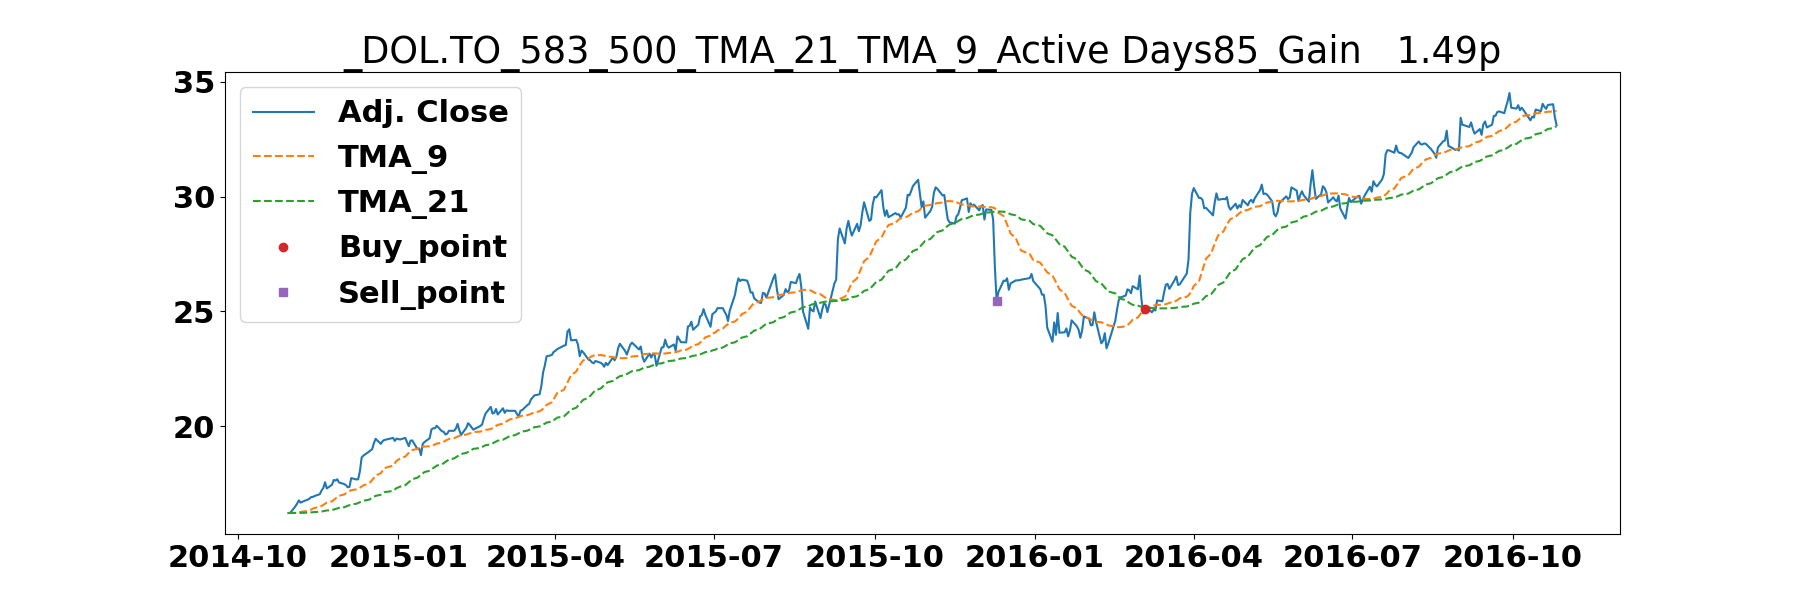 _DOL.TO_583_500_TMA_21_TMA_9_Active Days85_Gain   1.49p
35
30
25
20
Adj. Close
TMA_9
TMA_21
Buy_point
Sell_point
2014-10 2015-01 2015-04 2015-07 2015-10 2016-01 2016-04 2016-07 2016-10